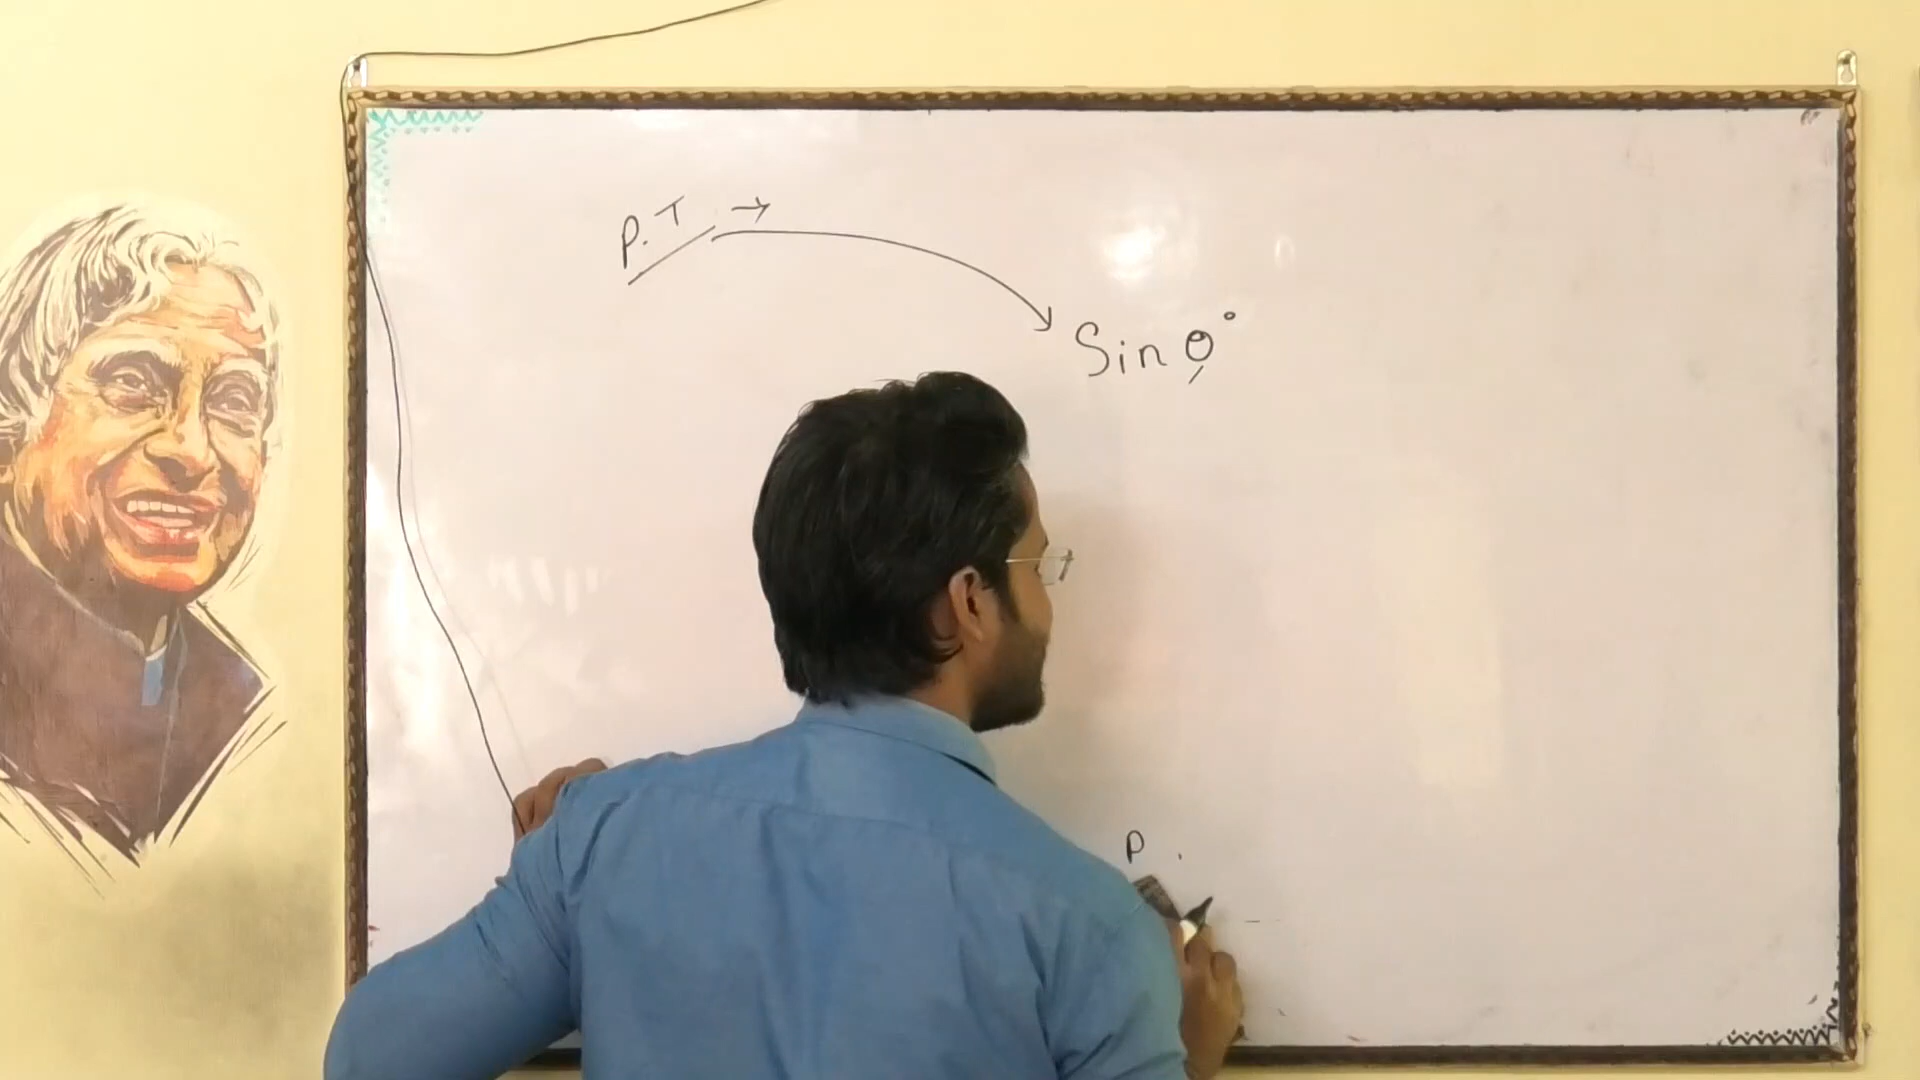 P.T →
Sin θ°
P .